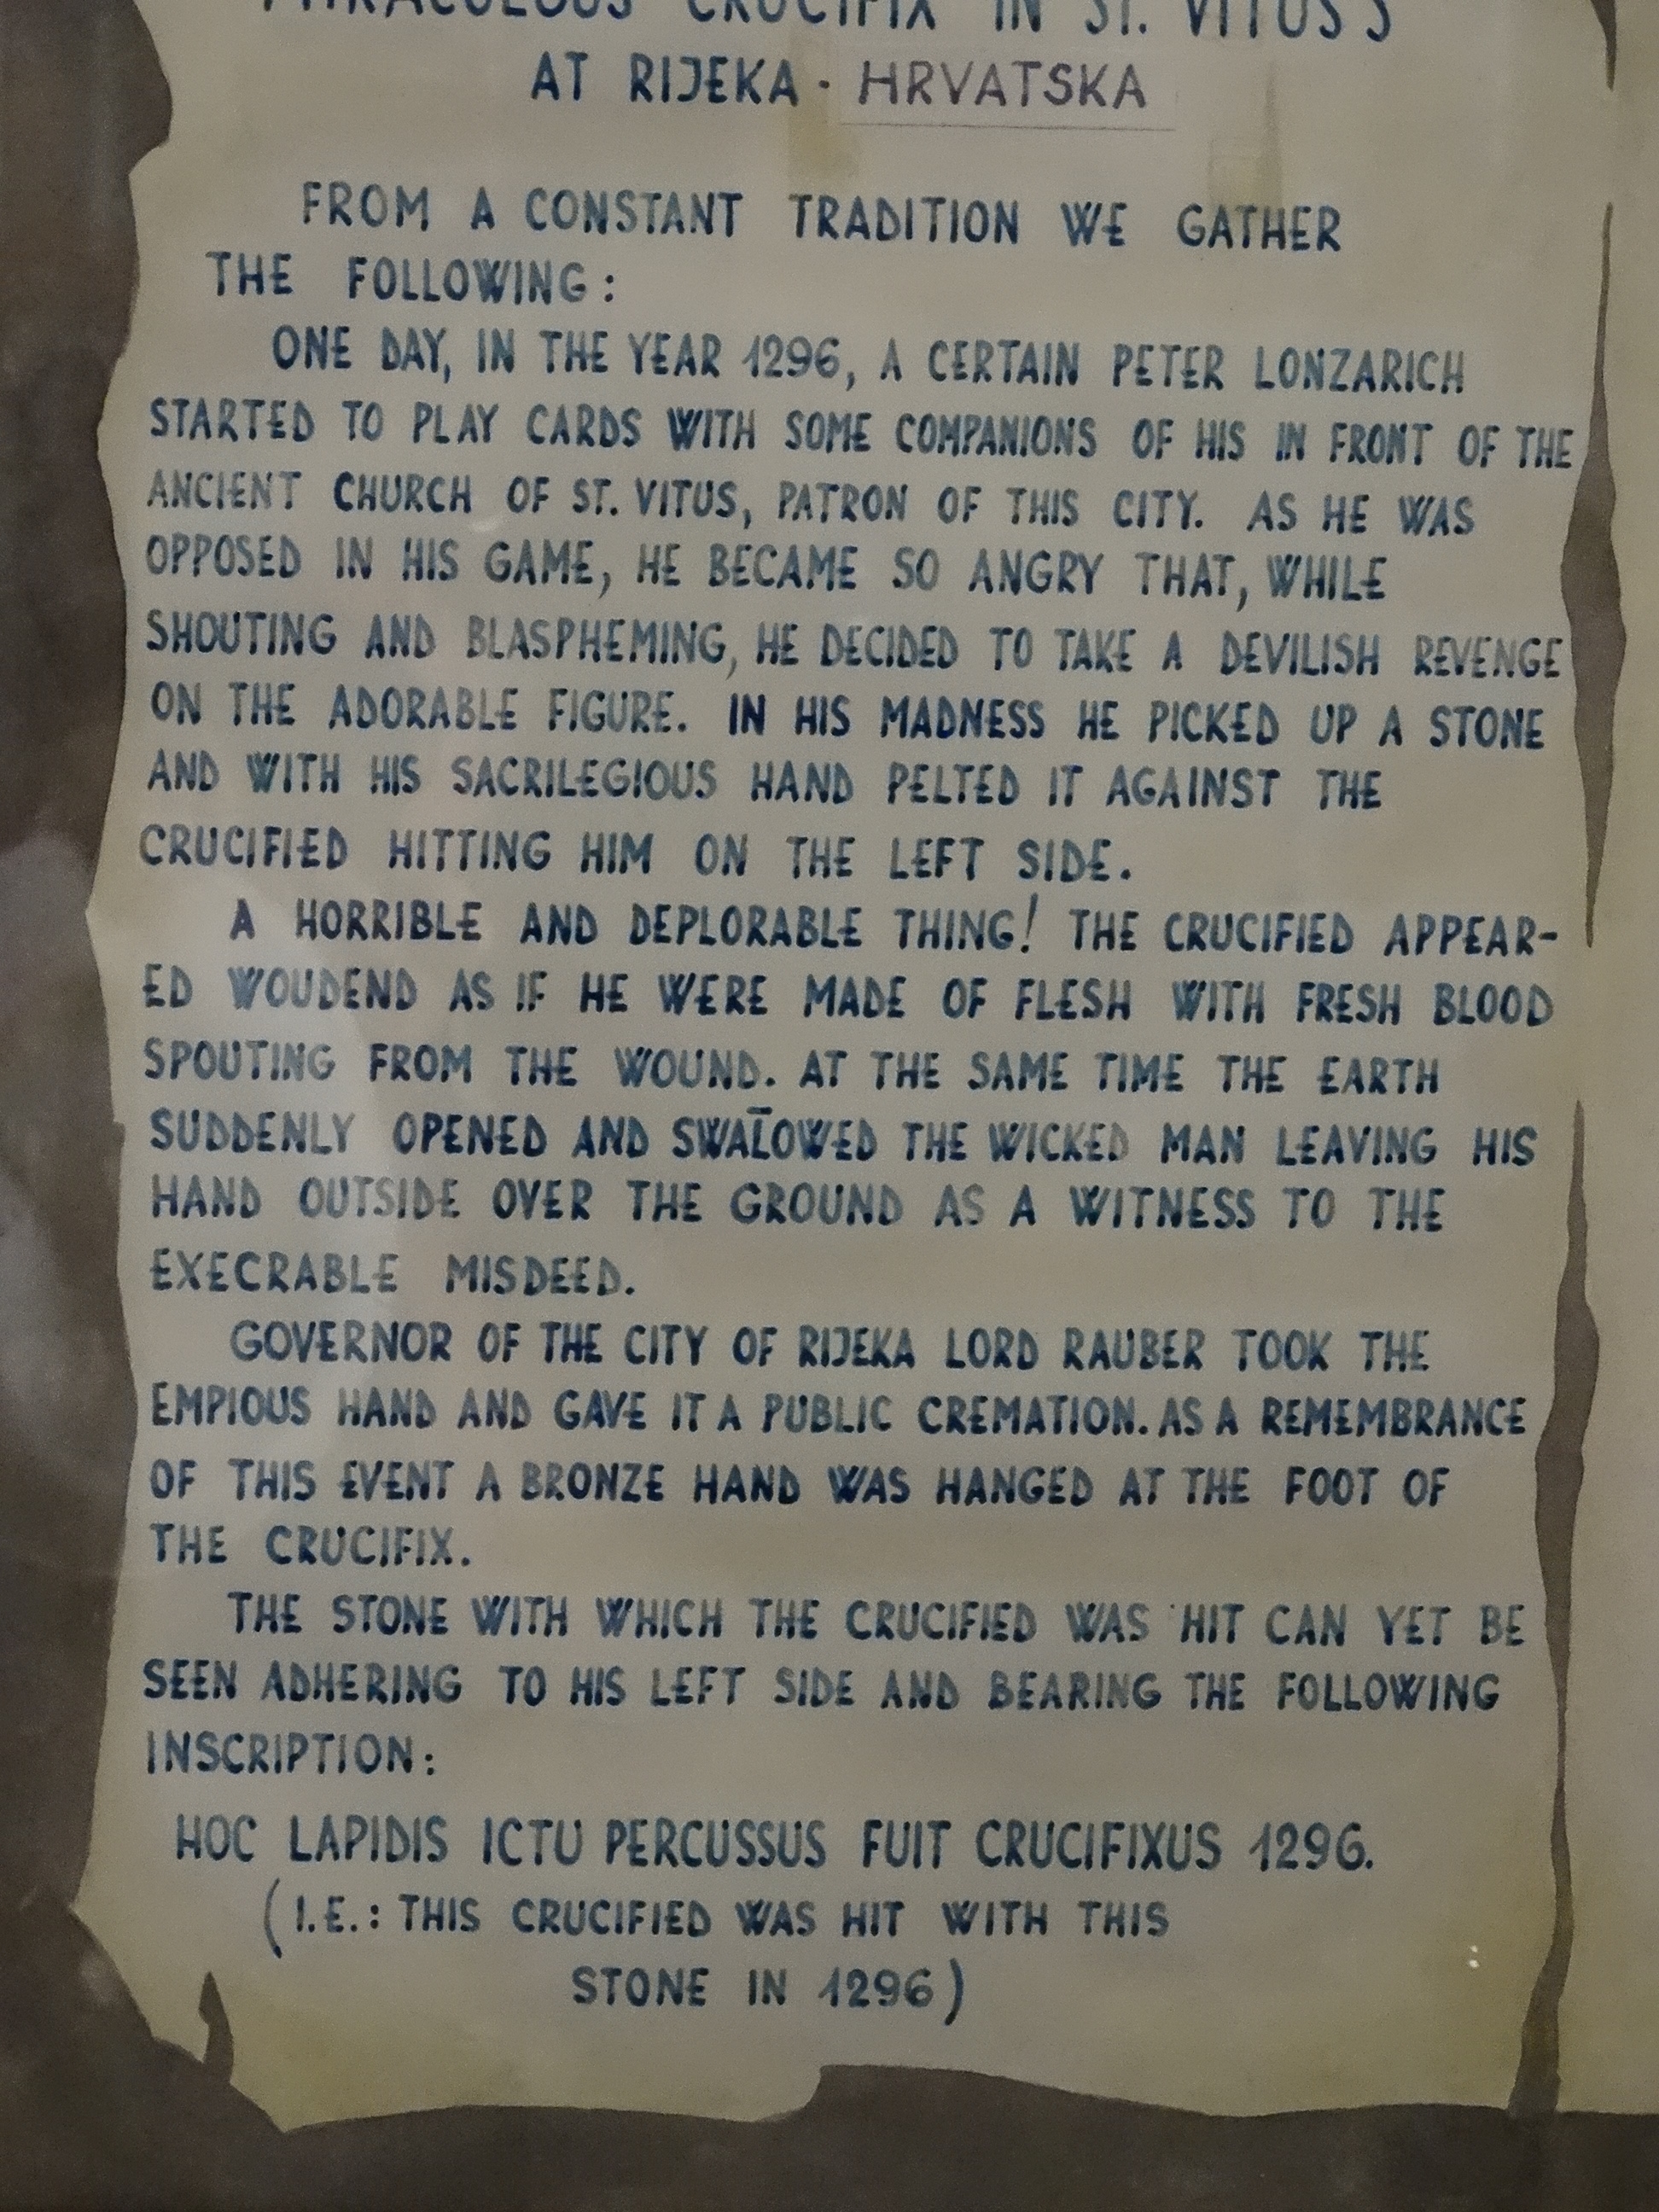 MIRACULOUS CRUCIFIX IN ST. VITUS'S
AT RIJEKA - HRVATSKA
FROM A CONSTANT TRADITION WE GATHER
THE FOLLOWING:
ONE DAY, IN THE YEAR 1296, A CERTAIN PETER LONZARICH
STARTED TO PLAY CARDS WITH SOME COMPANIONS OF HIS IN FRONT OF THE
ANCIENT CHURCH OF ST. VITUS, PATRON OF THIS CITY. AS HE WAS
OPPOSED IN HIS GAME, HE BECAME SO ANGRY THAT, WHILE
SHOUTING AND BLASPHEMING, HE DECIDED TO TAKE A DEVILISH REVENGE
ON THE ADORABLE FIGURE. IN HIS MADNESS HE PICKED UP A STONE
AND WITH HIS SACRILEGIOUS HAND PELTED IT AGAINST THE
CRUCIFIED HITTING HIM ON THE LEFT SIDE.
A HORRIBLE AND DEPLORABLE THING! THE CRUCIFIED APPEAR-
ED WOUDEND AS IF HE WERE MADE OF FLESH WITH FRESH BLOOD
SPOUTING FROM THE WOUND. AT THE SAME TIME THE EARTH
SUDDENLY OPENED AND SWAL̄OWED THE WICKED MAN LEAVING HIS
HAND OUTSIDE OVER THE GROUND AS A WITNESS TO THE
EXECRABLE MISDEED.
GOVERNOR OF THE CITY OF RIJEKA LORD RAUBER TOOK THE
EMPIOUS HAND AND GAVE IT A PUBLIC CREMATION. AS A REMEMBRANCE
OF THIS EVENT A BRONZE HAND WAS HANGED AT THE FOOT OF
THE CRUCIFIX.
THE STONE WITH WHICH THE CRUCIFIED WAS HIT CAN YET BE
SEEN ADHERING TO HIS LEFT SIDE AND BEARING THE FOLLOWING
INSCRIPTION:
HOC LAPIDIS ICTU PERCUSSUS FUIT CRUCIFIXUS 1296.
(I.E.: THIS CRUCIFIED WAS HIT WITH THIS
STONE IN 1296)